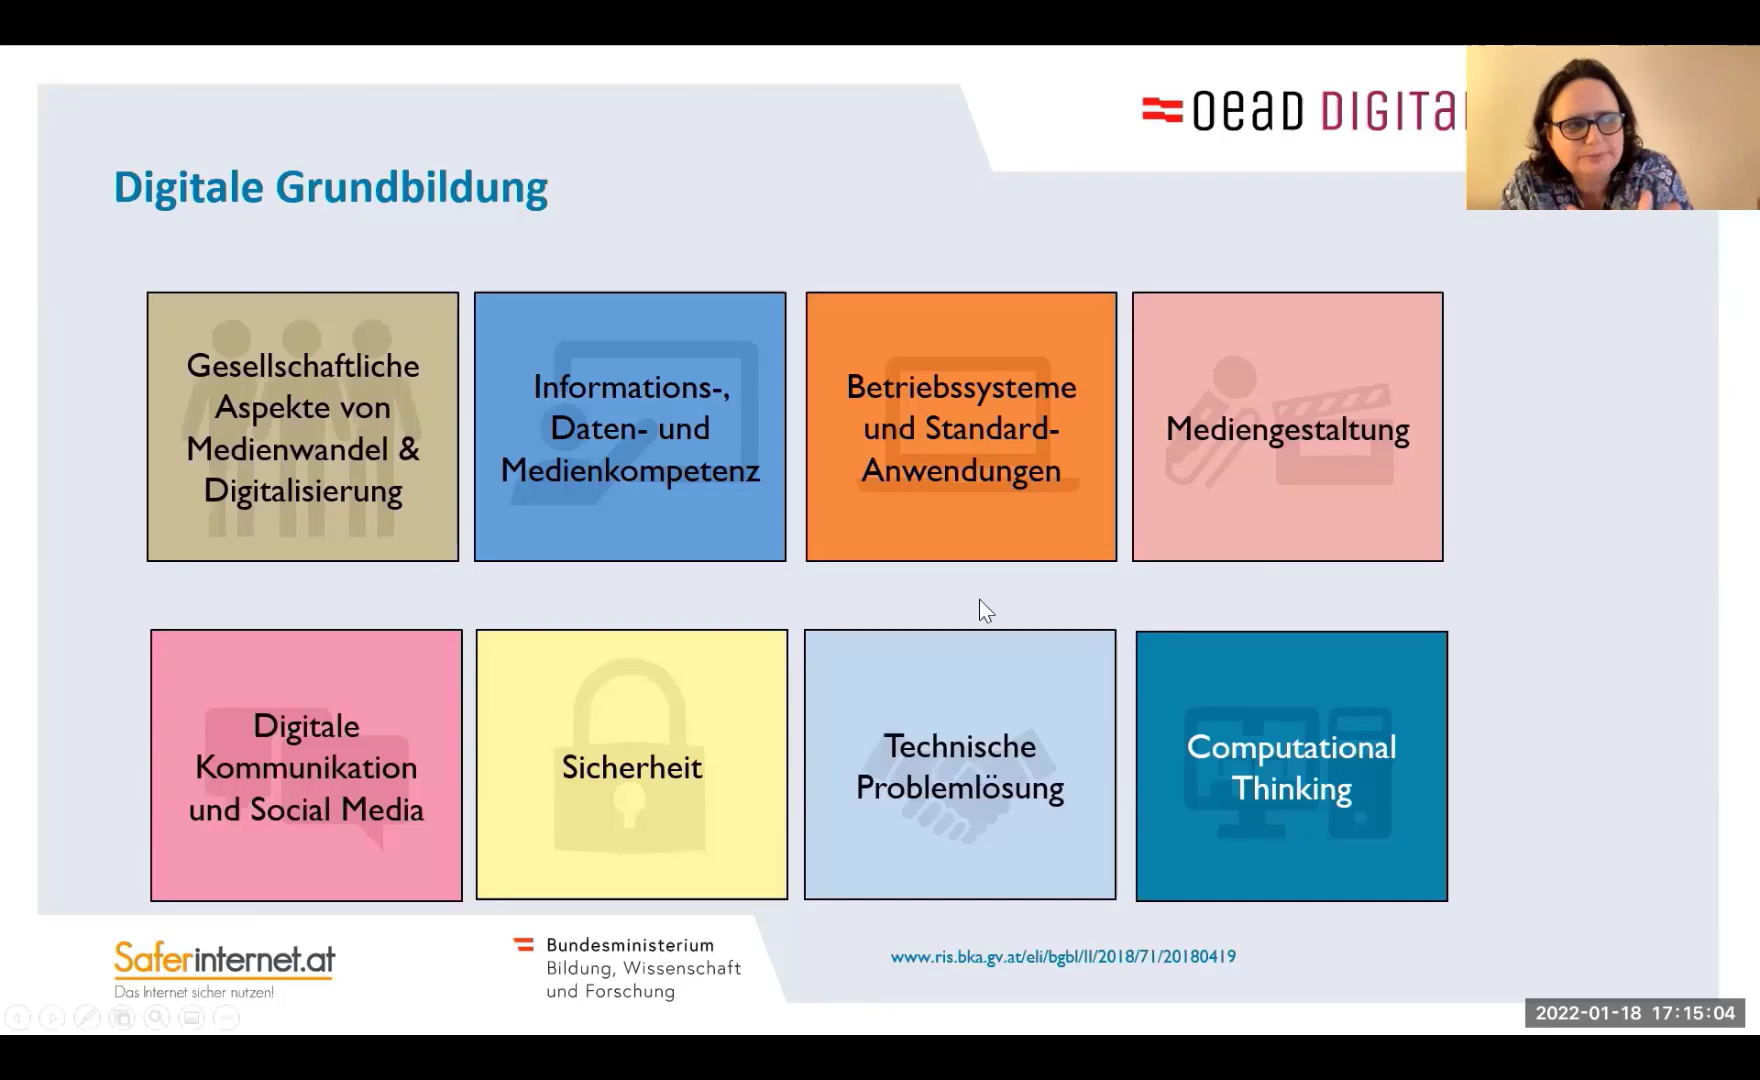 OeAD DIGITA
Digitale Grundbildung
Gesellschaftliche
Aspekte von
Medienwandel &
Digitalisierung
Informations-,
Daten- und
Medienkompetenz
Betriebssysteme
und Standard-
Anwendungen
Mediengestaltung
Digitale
Kommunikation
und Social Media
Sicherheit
Technische
Problemlösung
Computational
Thinking
Saferinternet.at
Das Internet sicher nutzen!
Bundesministerium
Bildung, Wissenschaft
und Forschung
www.ris.bka.gv.at/eli/bgbl/II/2018/71/20180419
2022-01-18 17:15:04